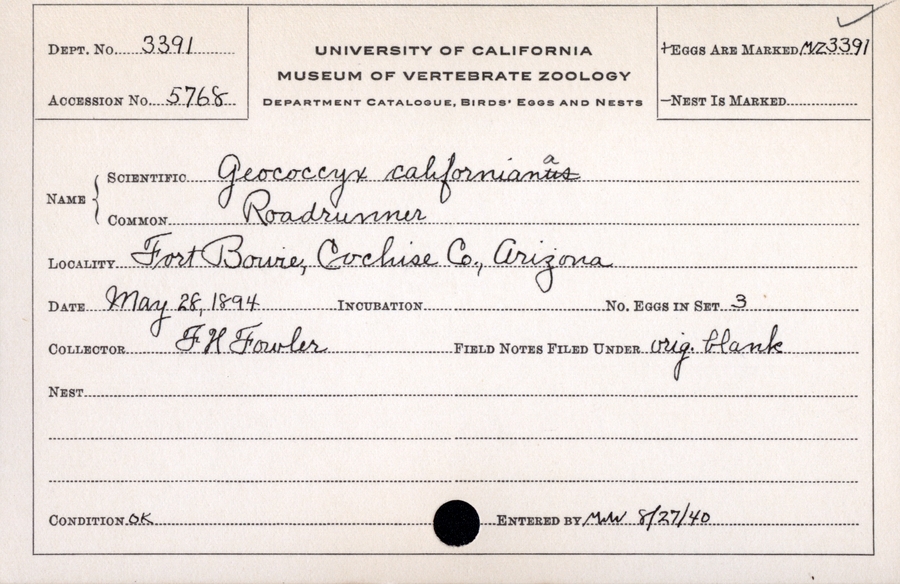 DEPT. No. 3391
ACCESSION No. 5768
UNIVERSITY OF CALIFORNIA
MUSEUM OF VERTEBRATE ZOOLOGY
DEPARTMENT CATALOGUE, BIRDS' EGGS AND NESTS
+EGGS ARE MARKED MVZ3391
—NEST IS MARKED
NAME
SCIENTIFIC Geococcyx californianus a
COMMON Roadrunner
LOCALITY Fort Bowie, Cochise Co., Arizona
DATE May 28, 1894 INCUBATION No. EGGS IN SET 3
COLLECTOR F H Fowler FIELD NOTES FILED UNDER orig. blank
NEST
CONDITION OK ENTERED BY MW 8/27/40